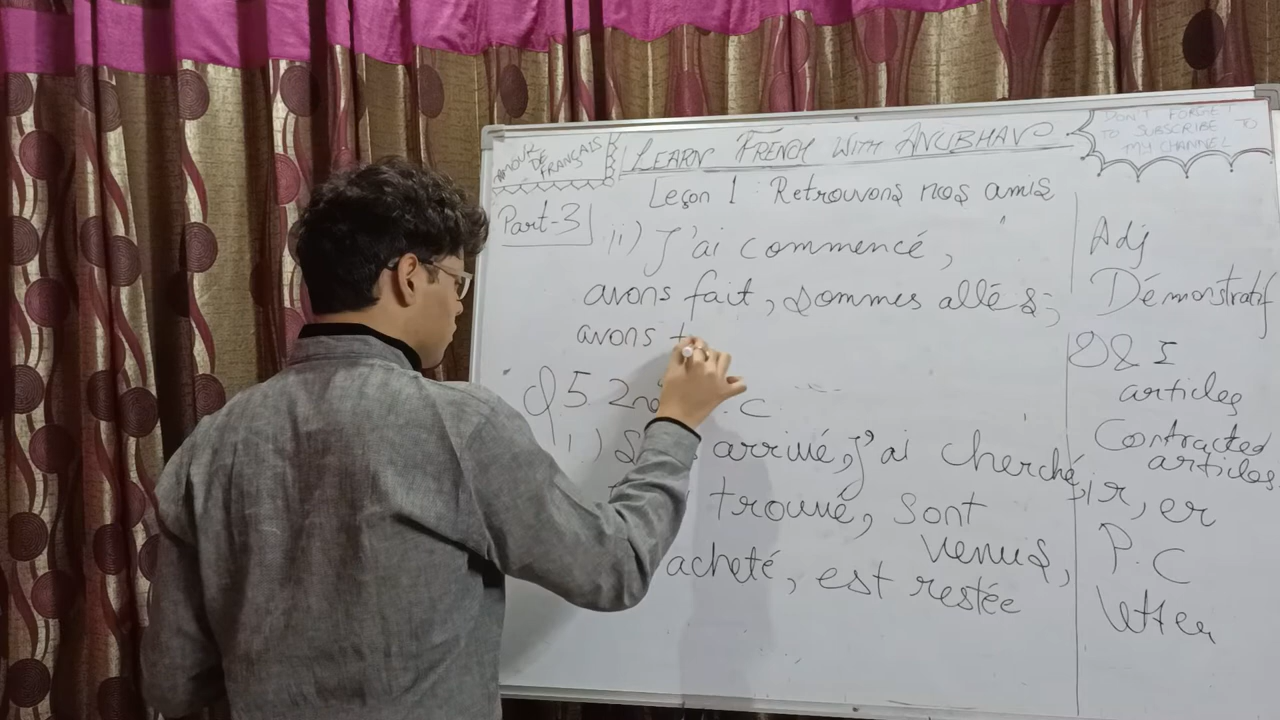 AMOUR DE FRANÇAIS
LEARN FRENCH WITH ANUBHAV
DON'T FORGET
TO SUBSCRIBE TO
MY CHANNEL
Leçon 1 : Retrouvons nos amis
Part-3
ii) J'ai commencé,
avons fait, sommes allés,
avons t
Q5 P.C
i) arrivé, J'ai cherché,
trouvé, sont
venus,
acheté, est restée
Adj
Démonstratif
D & I
articles
Contracted
articles
ir, er
P.C
letter